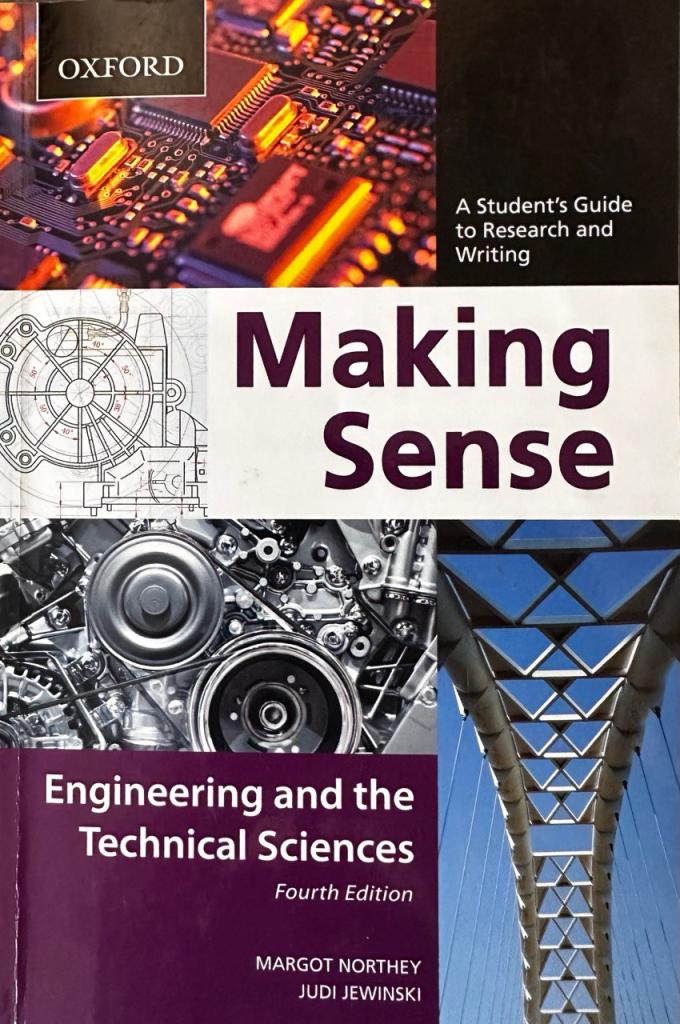 OXFORD
A Student's Guide
to Research and
Writing
Making
Sense
Engineering and the
Technical Sciences
Fourth Edition
MARGOT NORTHEY
JUDI JEWINSKI